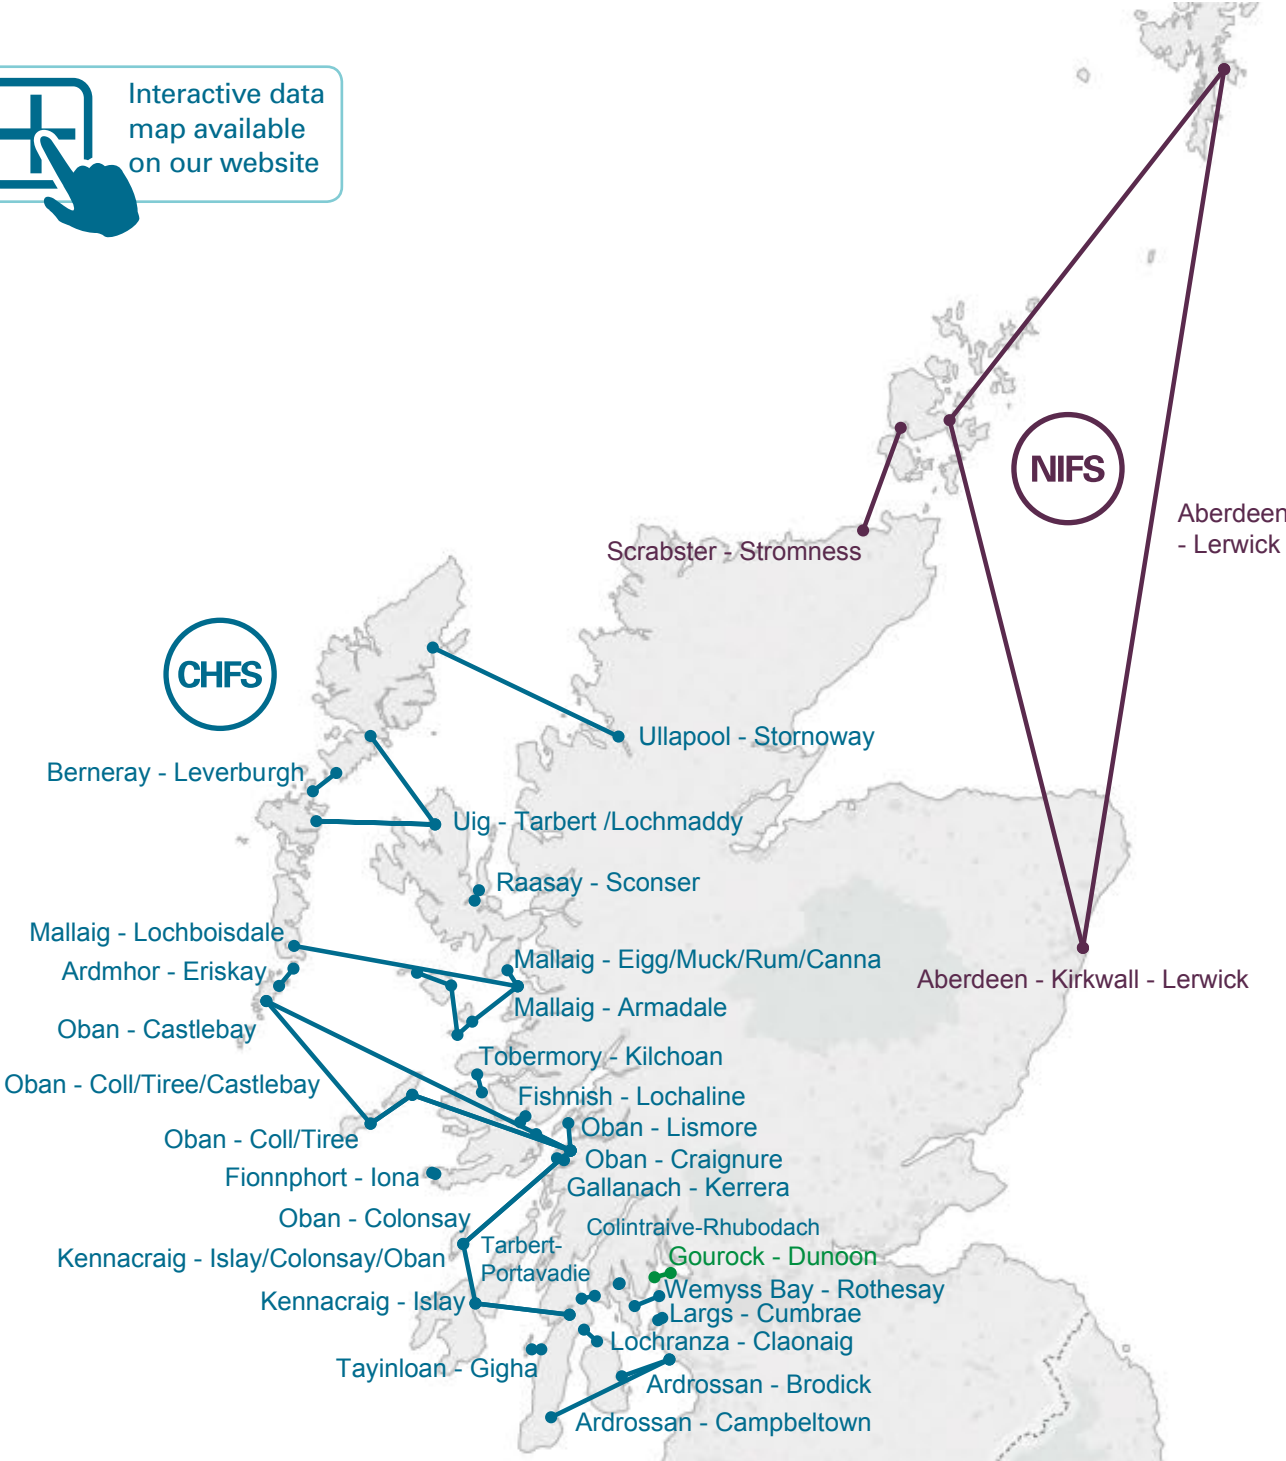 Interactive data
map available
on our website
NIFS
Aberdeen
- Lerwick
Scrabster - Stromness
CHFS
Ullapool - Stornoway
Berneray - Leverburgh
Uig - Tarbert /Lochmaddy
Raasay - Sconser
Mallaig - Lochboisdale
Mallaig - Eigg/Muck/Rum/Canna
Ardmhor - Eriskay
Aberdeen - Kirkwall - Lerwick
Mallaig - Armadale
Oban - Castlebay
Tobermory - Kilchoan
Oban - Coll/Tiree/Castlebay
Fishnish - Lochaline
Oban - Lismore
Oban - Coll/Tiree
Oban - Craignure
Fionnphort - Iona
Gallanach - Kerrera
Oban - Colonsay
Colintraive-Rhubodach
Tarbert-
Portavadie
Kennacraig - Islay/Colonsay/Oban
Gourock - Dunoon
Wemyss Bay - Rothesay
Kennacraig - Islay
Largs - Cumbrae
Lochranza - Claonaig
Tayinloan - Gigha
Ardrossan - Brodick
Ardrossan - Campbeltown